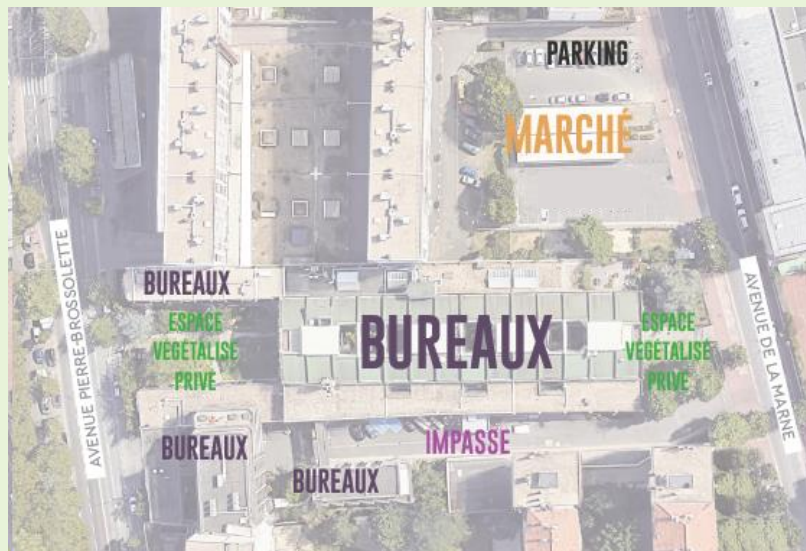 PARKING
MARCHÉ
AVENUE PIERRE-BROSSOLETTE
BUREAUX
ESPACE
VÉGÉTALISÉ
PRIVÉ
BUREAUX
ESPACE
VÉGÉTALISÉ
PRIVÉ
AVENUE DE LA MARNE
BUREAUX
IMPASSE
BUREAUX